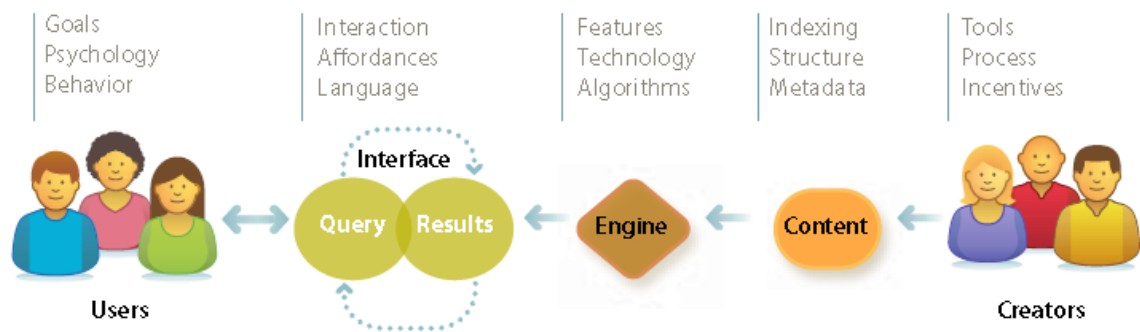 Goals
Psychology
Behavior
Interaction
Affordances
Language
Features
Technology
Algorithms
Indexing
Structure
Metadata
Tools
Process
Incentives
Interface
Query
Results
Engine
Content
Users
Creators